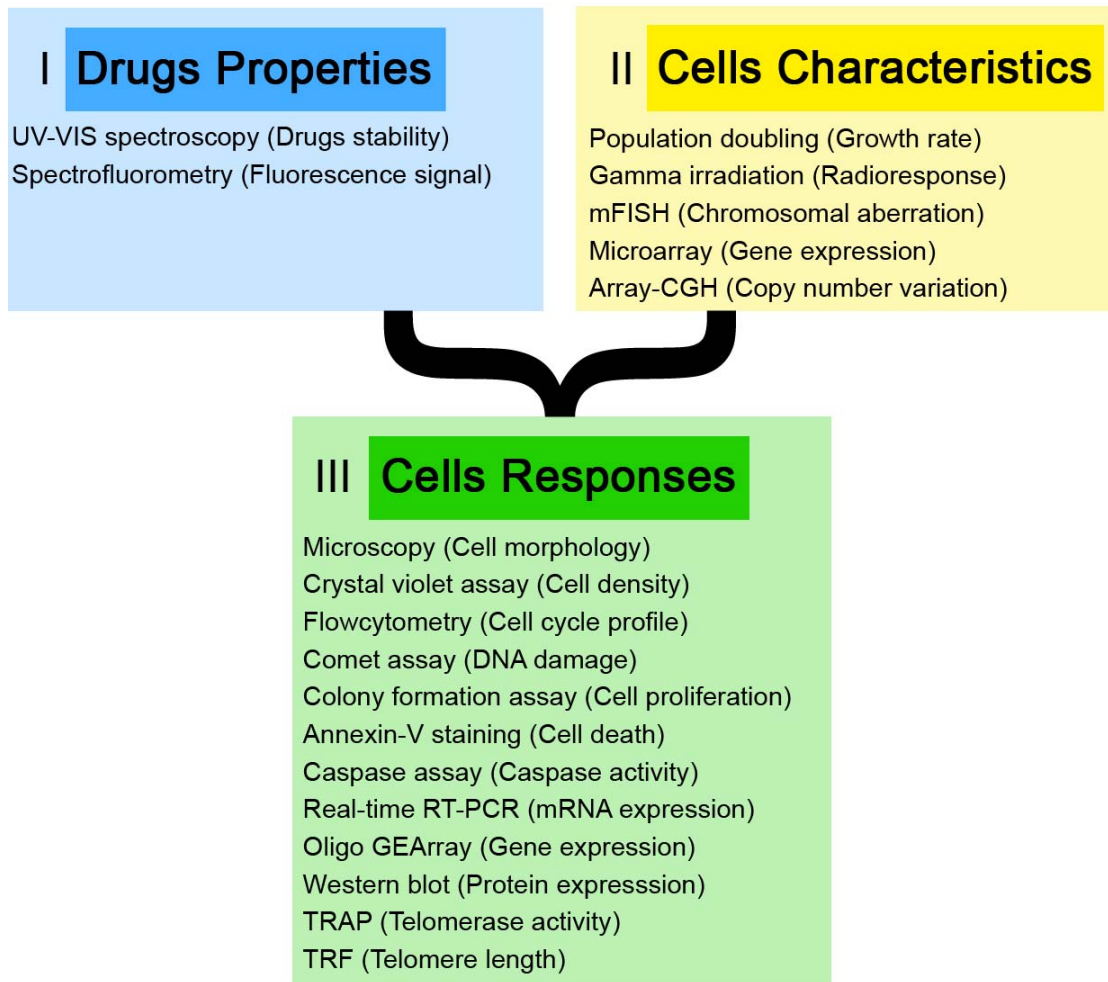 I Drugs Properties
UV-VIS spectroscopy (Drugs stability)
Spectrofluorometry (Fluorescence signal)
II Cells Characteristics
Population doubling (Growth rate)
Gamma irradiation (Radioresponse)
mFISH (Chromosomal aberration)
Microarray (Gene expression)
Array-CGH (Copy number variation)
III Cells Responses
Microscopy (Cell morphology)
Crystal violet assay (Cell density)
Flowcytometry (Cell cycle profile)
Comet assay (DNA damage)
Colony formation assay (Cell proliferation)
Annexin-V staining (Cell death)
Caspase assay (Caspase activity)
Real-time RT-PCR (mRNA expression)
Oligo GEArray (Gene expression)
Western blot (Protein expresssion)
TRAP (Telomerase activity)
TRF (Telomere length)